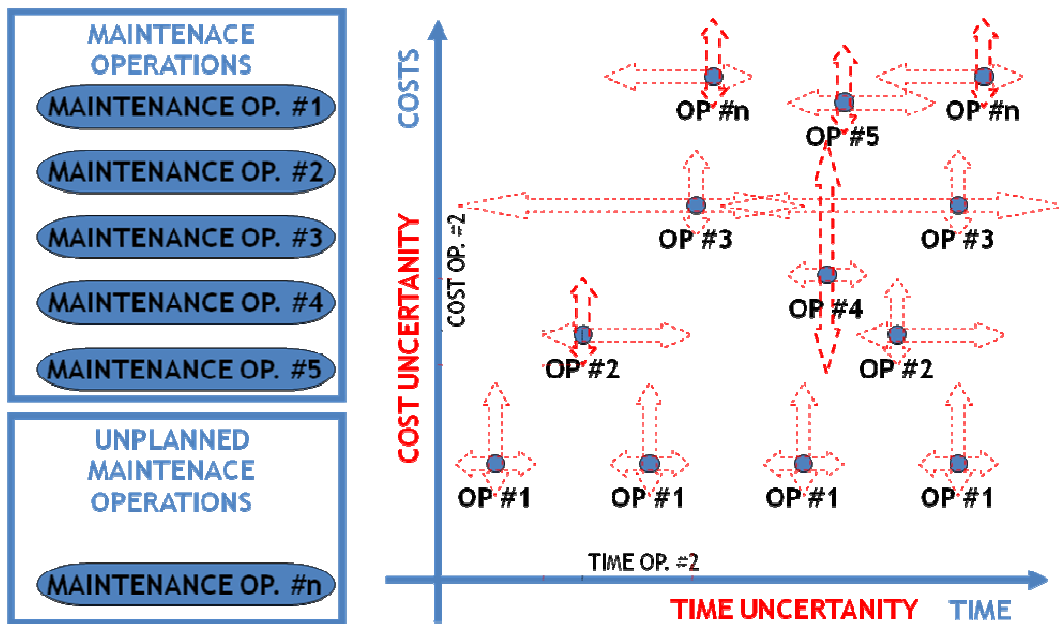 MAINTENACE
OPERATIONS
MAINTENANCE OP. #1
MAINTENANCE OP. #2
MAINTENANCE OP. #3
MAINTENANCE OP. #4
MAINTENANCE OP. #5
UNPLANNED
MAINTENACE
OPERATIONS
MAINTENANCE OP. #n
COSTS
COST UNCERTANITY
COST OP. #2
OP #n
OP #5
OP #n
OP #3
OP #3
OP #4
OP #2
OP #2
OP #1
OP #1
OP #1
OP #1
TIME OP. #2
TIME UNCERTANITY
TIME